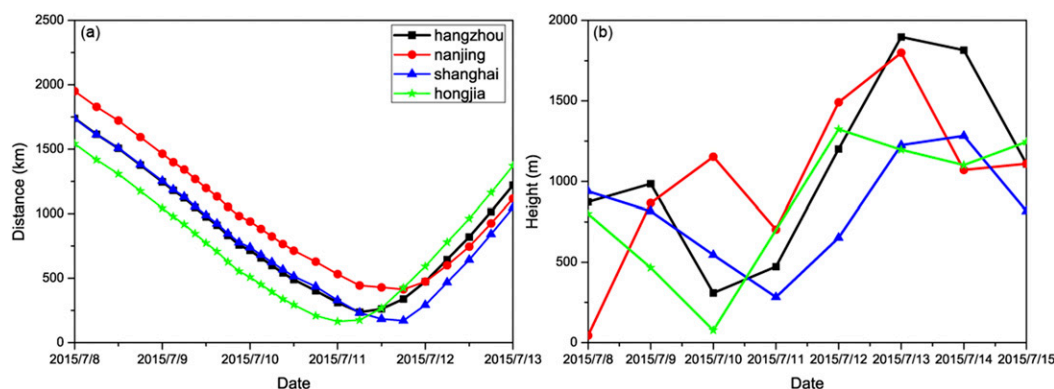 (a)
hangzhou
nanjing
shanghai
hongjia
2500
2000
1500
1000
500
0
Distance (km)
2015/7/8
2015/7/9
2015/7/10
2015/7/11
2015/7/12
2015/7/13
Date
(b)
2000
1500
1000
500
0
Height (m)
2015/7/8
2015/7/9
2015/7/10
2015/7/11
2015/7/12
2015/7/13
2015/7/14
2015/7/15
Date